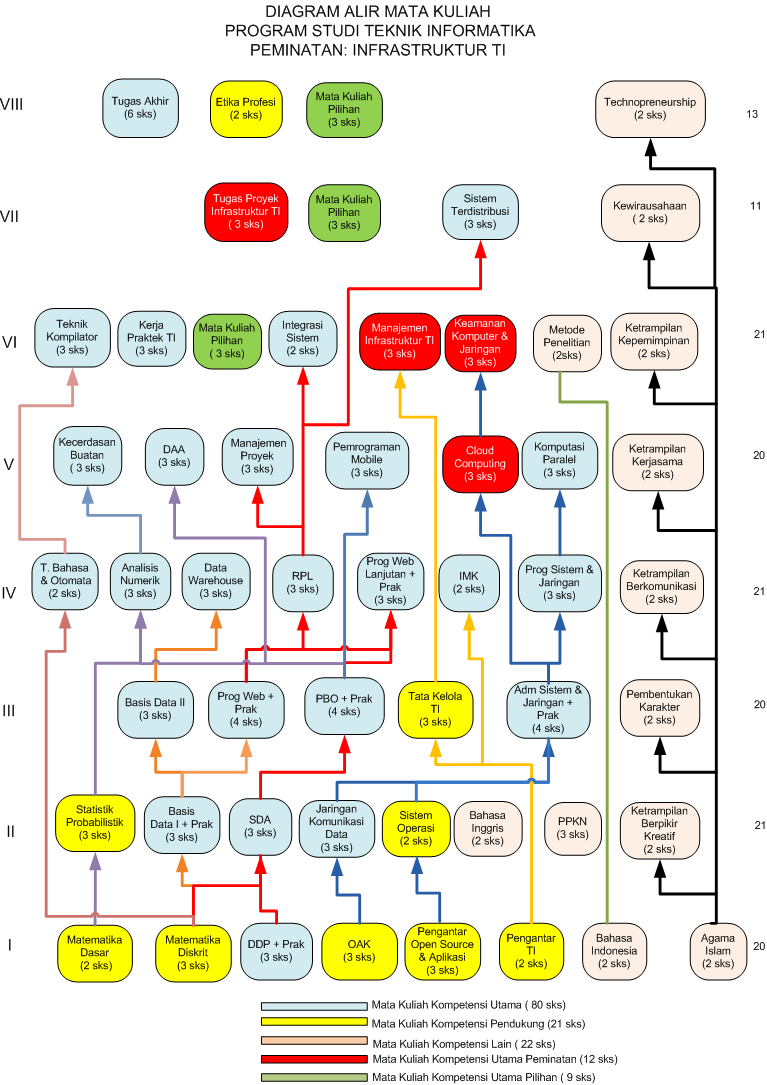 DIAGRAM ALIR MATA KULIAH
PROGRAM STUDI TEKNIK INFORMATIKA
PEMINATAN: INFRASTRUKTUR TI
VIII
Tugas Akhir
(6 sks)
Etika Profesi
(2 sks)
Mata Kuliah
Pilihan
(3 sks)
Technopreneurship
(2 sks)
13
VII
Tugas Proyek
Infrastruktur TI
( 3 sks)
Mata Kuliah
Pilihan
(3 sks)
Sistem
Terdistribusi
(3 sks)
Kewirausahaan
( 2 sks)
11
VI
Teknik
Kompilator
(3 sks)
Kerja
Praktek TI
(3 sks)
Mata Kuliah
Pilihan
( 3 sks)
Integrasi
Sistem
(2 sks)
Manajemen
Infrastruktur TI
(3 sks)
Keamanan
Komputer &
Jaringan
(3 sks)
Metode
Penelitian
(2sks)
Ketrampilan
Kepemimpinan
(2 sks)
21
V
Kecerdasan
Buatan
( 3 sks)
DAA
(3 sks)
Manajemen
Proyek
(3 sks)
Pemrograman
Mobile
(3 sks)
Cloud
Computing
(3 sks)
Komputasi
Paralel
(3 sks)
Ketrampilan
Kerjasama
(2 sks)
20
IV
T. Bahasa
& Otomata
(2 sks)
Analisis
Numerik
(3 sks)
Data
Warehouse
(3 sks)
RPL
(3 sks)
Prog Web
Lanjutan +
Prak
(3 sks)
IMK
(2 sks)
Prog Sistem &
Jaringan
(3 sks)
Ketrampilan
Berkomunikasi
(2 sks)
21
III
Basis Data II
(3 sks)
Prog Web +
Prak
(4 sks)
PBO + Prak
(4 sks)
Tata Kelola
TI
(3 sks)
Adm Sistem &
Jaringan +
Prak
(4 sks)
Pembentukan
Karakter
(2 sks)
20
II
Statistik
Probabilistik
(3 sks)
Basis
Data I + Prak
(3 sks)
SDA
(3 sks)
Jaringan
Komunikasi
Data
(3 sks)
Sistem
Operasi
(2 sks)
Bahasa
Inggris
(2 sks)
PPKN
(3 sks)
Ketrampilan
Berpikir
Kreatif
(2 sks)
21
I
Matematika
Dasar
(2 sks)
Matematika
Diskrit
(3 sks)
DDP + Prak
(3 sks)
OAK
(3 sks)
Pengantar
Open Source
& Aplikasi
(3 sks)
Pengantar
TI
(2 sks)
Bahasa
Indonesia
(2 sks)
Agama
Islam
(2 sks)
20
Mata Kuliah Kompetensi Utama ( 80 sks)
Mata Kuliah Kompetensi Pendukung (21 sks)
Mata Kuliah Kompetensi Lain ( 22 sks)
Mata Kuliah Kompetensi Utama Peminatan (12 sks)
Mata Kuliah Kompetensi Utama Pilihan ( 9 sks)